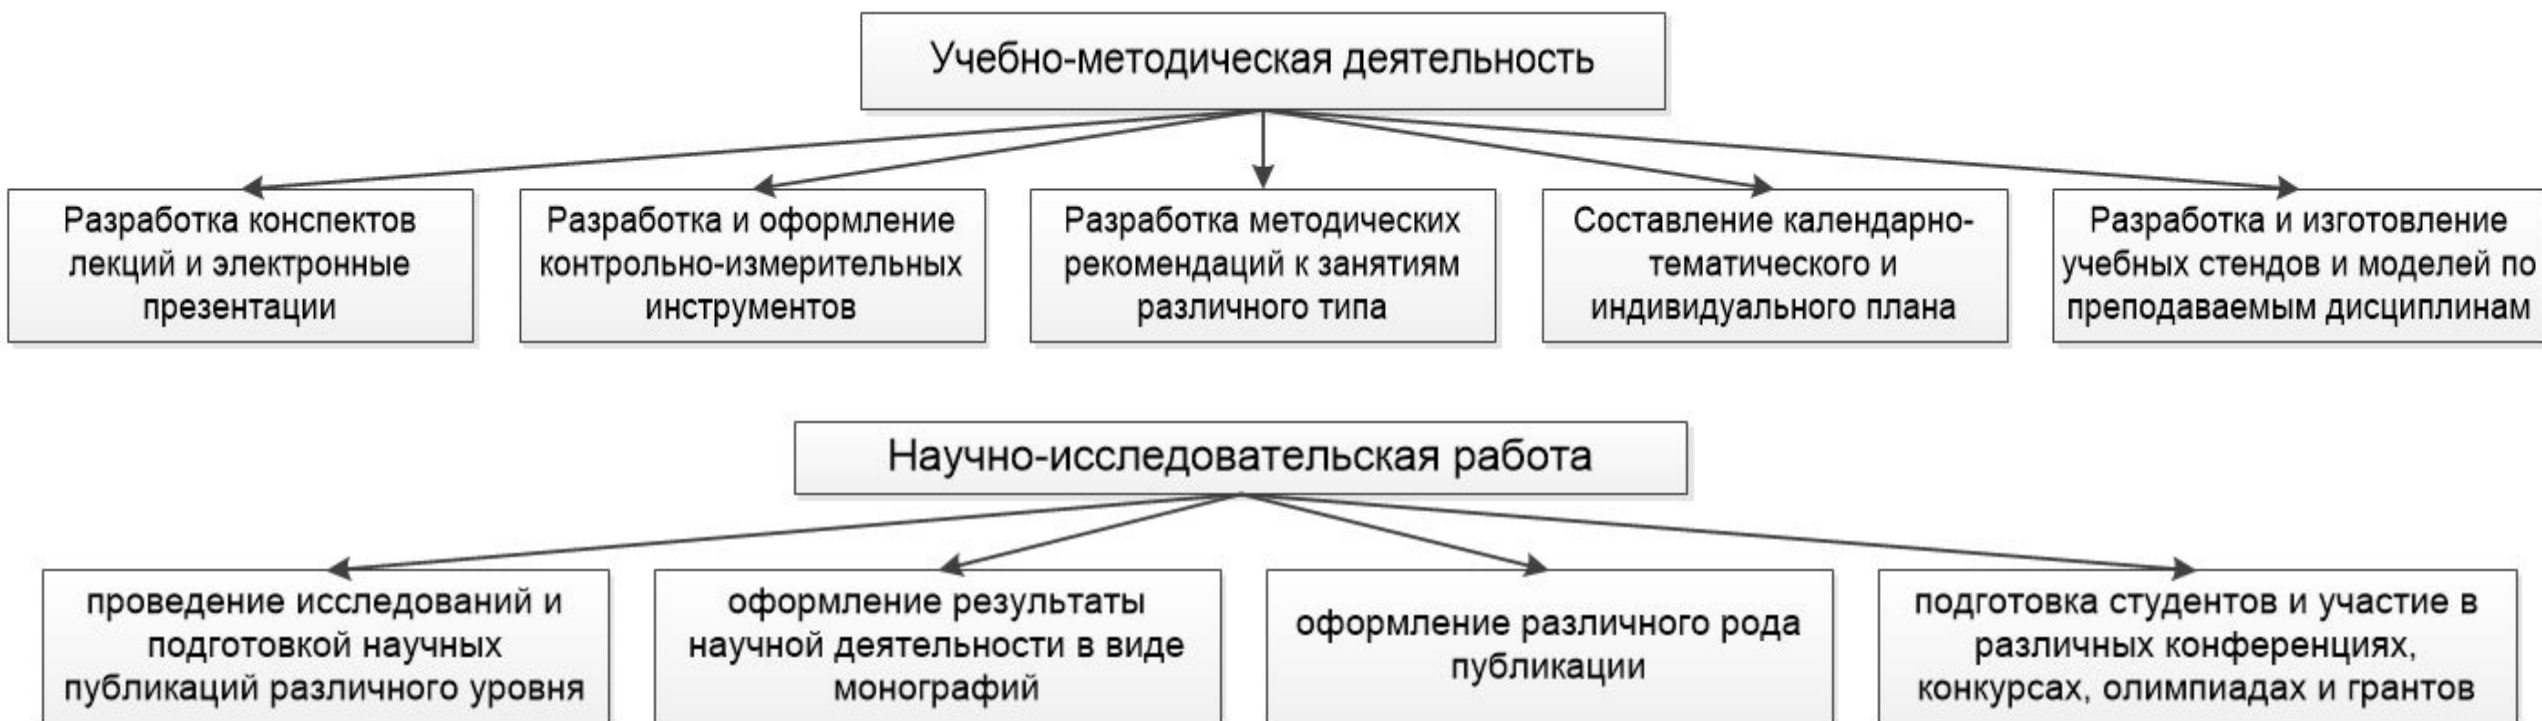 Учебно-методическая деятельность
Разработка конспектов
лекций и электронные
презентации
Разработка и оформление
контрольно-измерительных
инструментов
Разработка методических
рекомендаций к занятиям
различного типа
Составление календарно-
тематического и
индивидуального плана
Разработка и изготовление
учебных стендов и моделей по
преподаваемым дисциплинам
Научно-исследовательская работа
проведение исследований и
подготовкой научных
публикаций различного уровня
оформление результаты
научной деятельности в виде
монографий
оформление различного рода
публикации
подготовка студентов и участие в
различных конференциях,
конкурсах, олимпиадах и грантов